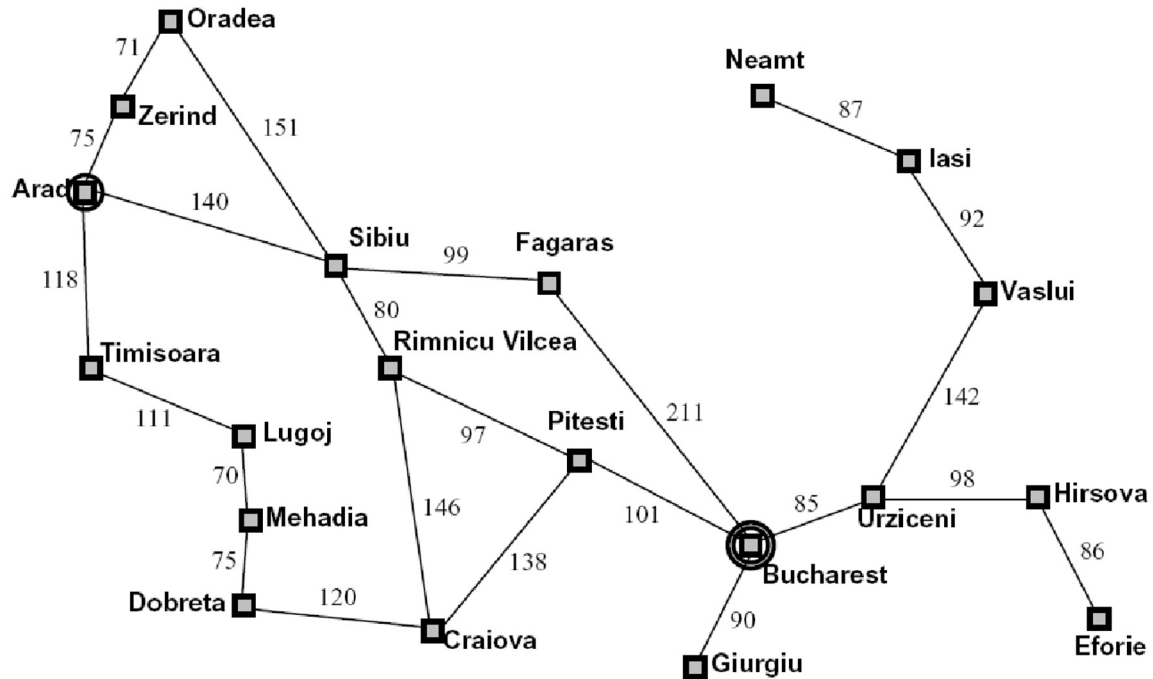 Oradea
71
Neamt
Zerind
87
75
151
Iasi
Arad
140
92
Sibiu
99
Fagaras
118
80
Vaslui
Rimnicu Vilcea
Timisoara
142
111
211
Lugoj
97
Pitesti
70
98
Hirsova
146
101
85
Urziceni
Mehadia
86
75
138
Bucharest
Dobreta
120
90
Craiova
Eforie
Giurgiu